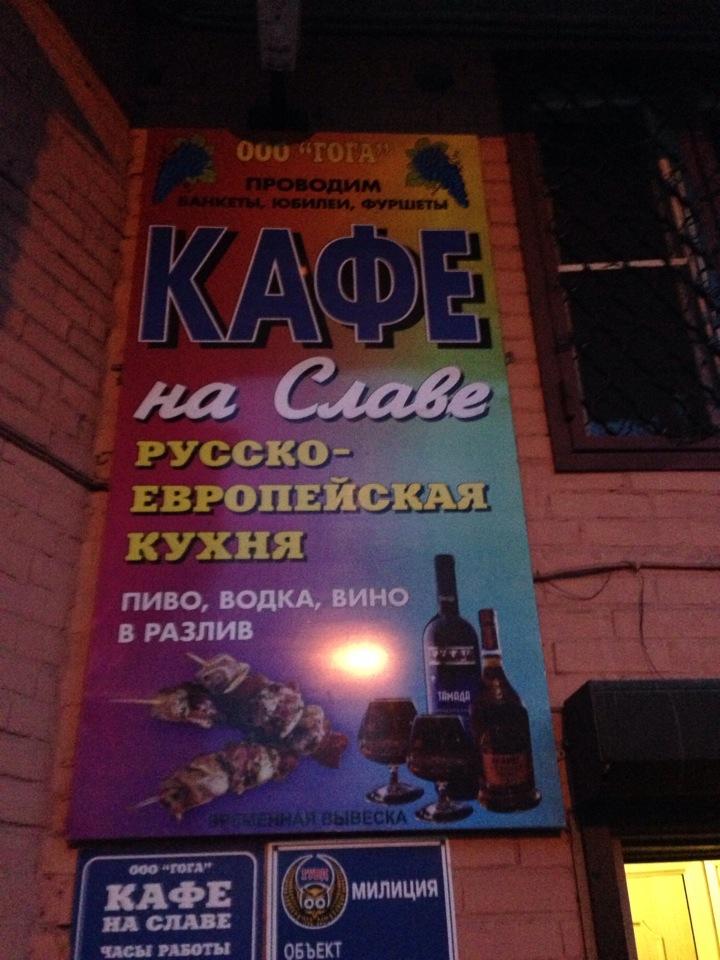 ООО "ГОГА"
ПРОВОДИМ
БАНКЕТЫ, ЮБИЛЕИ, ФУРШЕТЫ
КАФЕ
на Славе
РУССКО-
ЕВРОПЕЙСКАЯ
КУХНЯ
ПИВО, ВОДКА, ВИНО
В РАЗЛИВ
ТАМАДА
ВРЕМЕННАЯ ВЫВЕСКА
ООО "ГОГА"
КАФЕ
НА СЛАВЕ
ЧАСЫ РАБОТЫ
МИЛИЦИЯ
ОБЪЕКТ